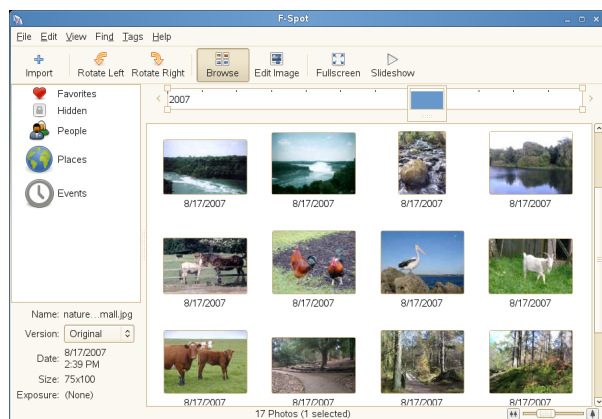 F-Spot
File Edit View Find Tags Help
Import Rotate Left Rotate Right Browse Edit Image Fullscreen Slideshow
Favorites
Hidden
People
Places
Events
2007
8/17/2007 8/17/2007 8/17/2007 8/17/2007
8/17/2007 8/17/2007 8/17/2007 8/17/2007
8/17/2007 8/17/2007 8/17/2007 8/17/2007
Name: nature…mall.jpg
Version: Original
Date: 8/17/2007
2:39 PM
Size: 75x100
Exposure: (None)
17 Photos (1 selected)